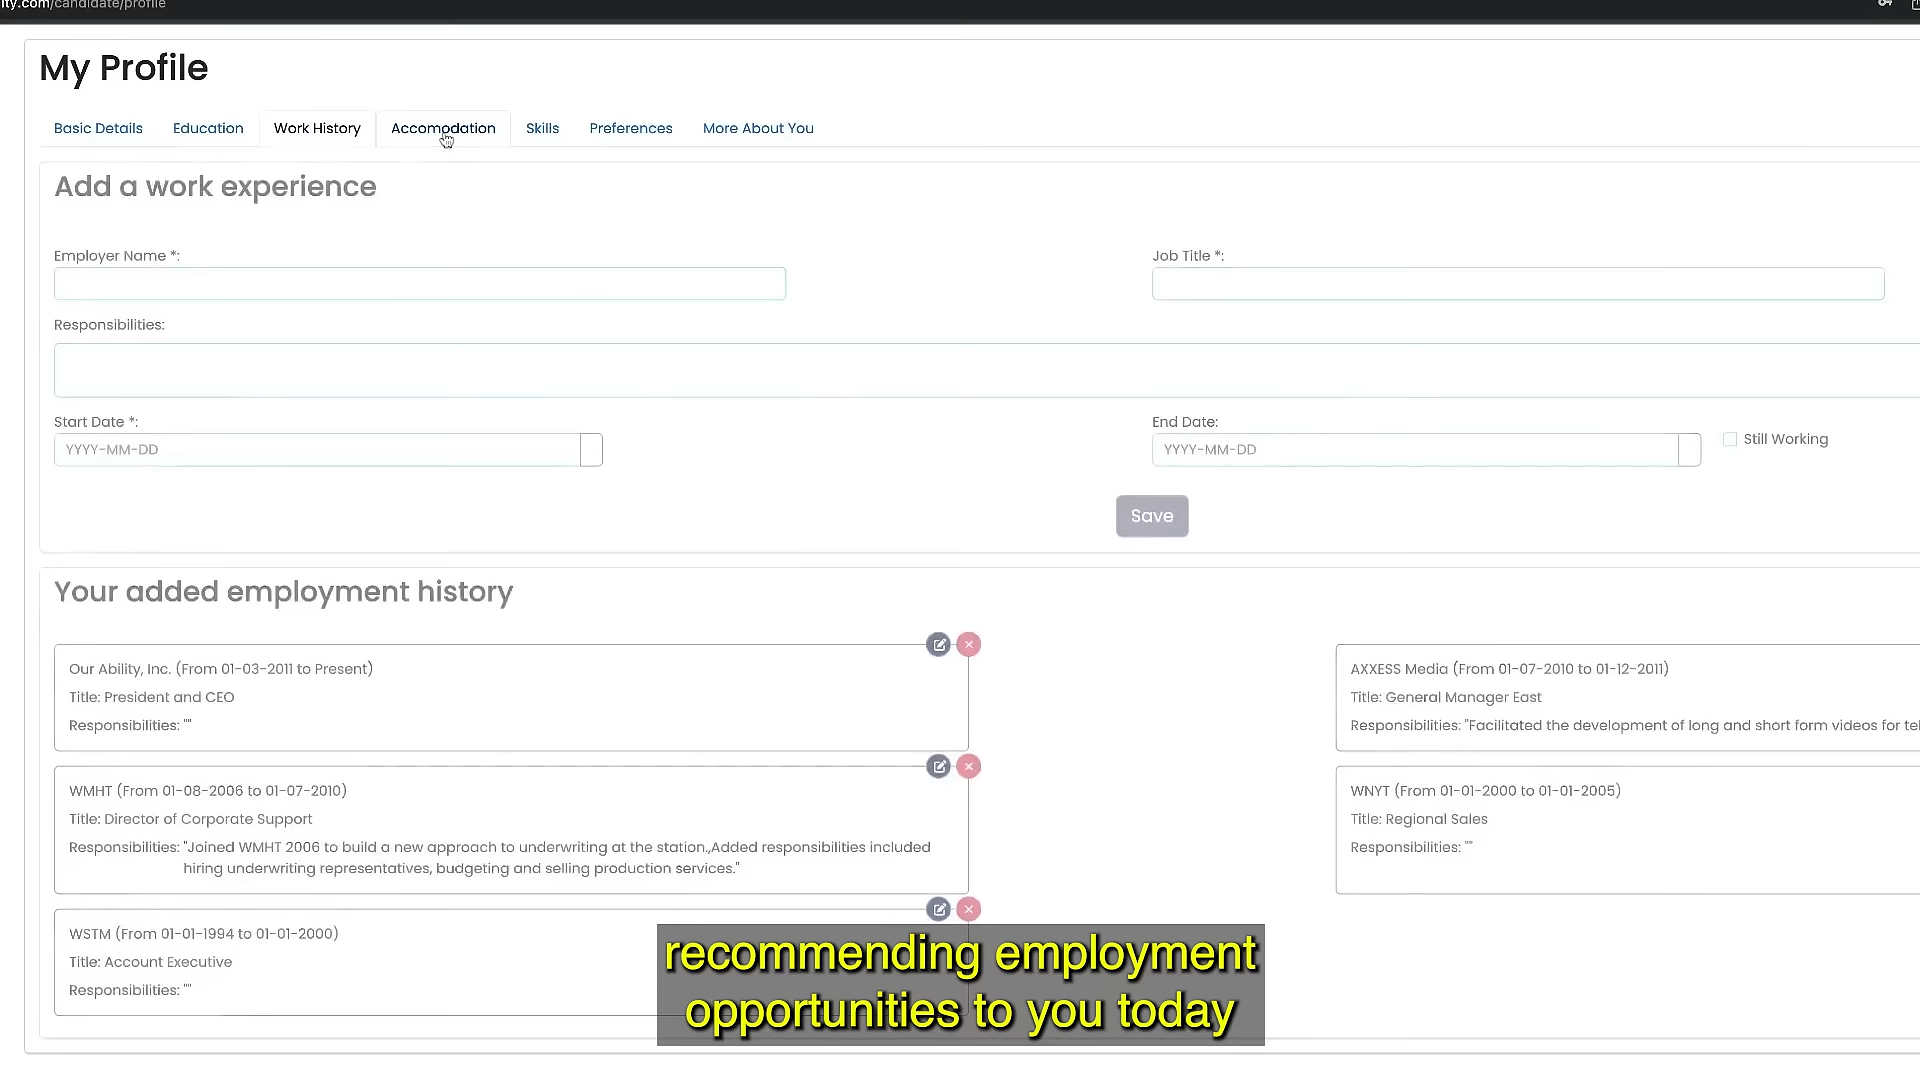 ity.com/candidate/profile
My Profile
Basic Details Education Work History Accomodation Skills Preferences More About You
Add a work experience
Employer Name *: Job Title *:
Responsibilities:
Start Date *: End Date:
YYYY-MM-DD YYYY-MM-DD Still Working
Save
Your added employment history
Our Ability, Inc. (From 01-03-2011 to Present)
Title: President and CEO
Responsibilities: ""
AXXESS Media (From 01-07-2010 to 01-12-2011)
Title: General Manager East
Responsibilities: "Facilitated the development of long and short form videos for tel
WMHT (From 01-08-2006 to 01-07-2010)
Title: Director of Corporate Support
Responsibilities: "Joined WMHT 2006 to build a new approach to underwriting at the station.,Added responsibilities included
hiring underwriting representatives, budgeting and selling production services."
WNYT (From 01-01-2000 to 01-01-2005)
Title: Regional Sales
Responsibilities: ""
WSTM (From 01-01-1994 to 01-01-2000)
Title: Account Executive
Responsibilities: ""
recommending employment
opportunities to you today